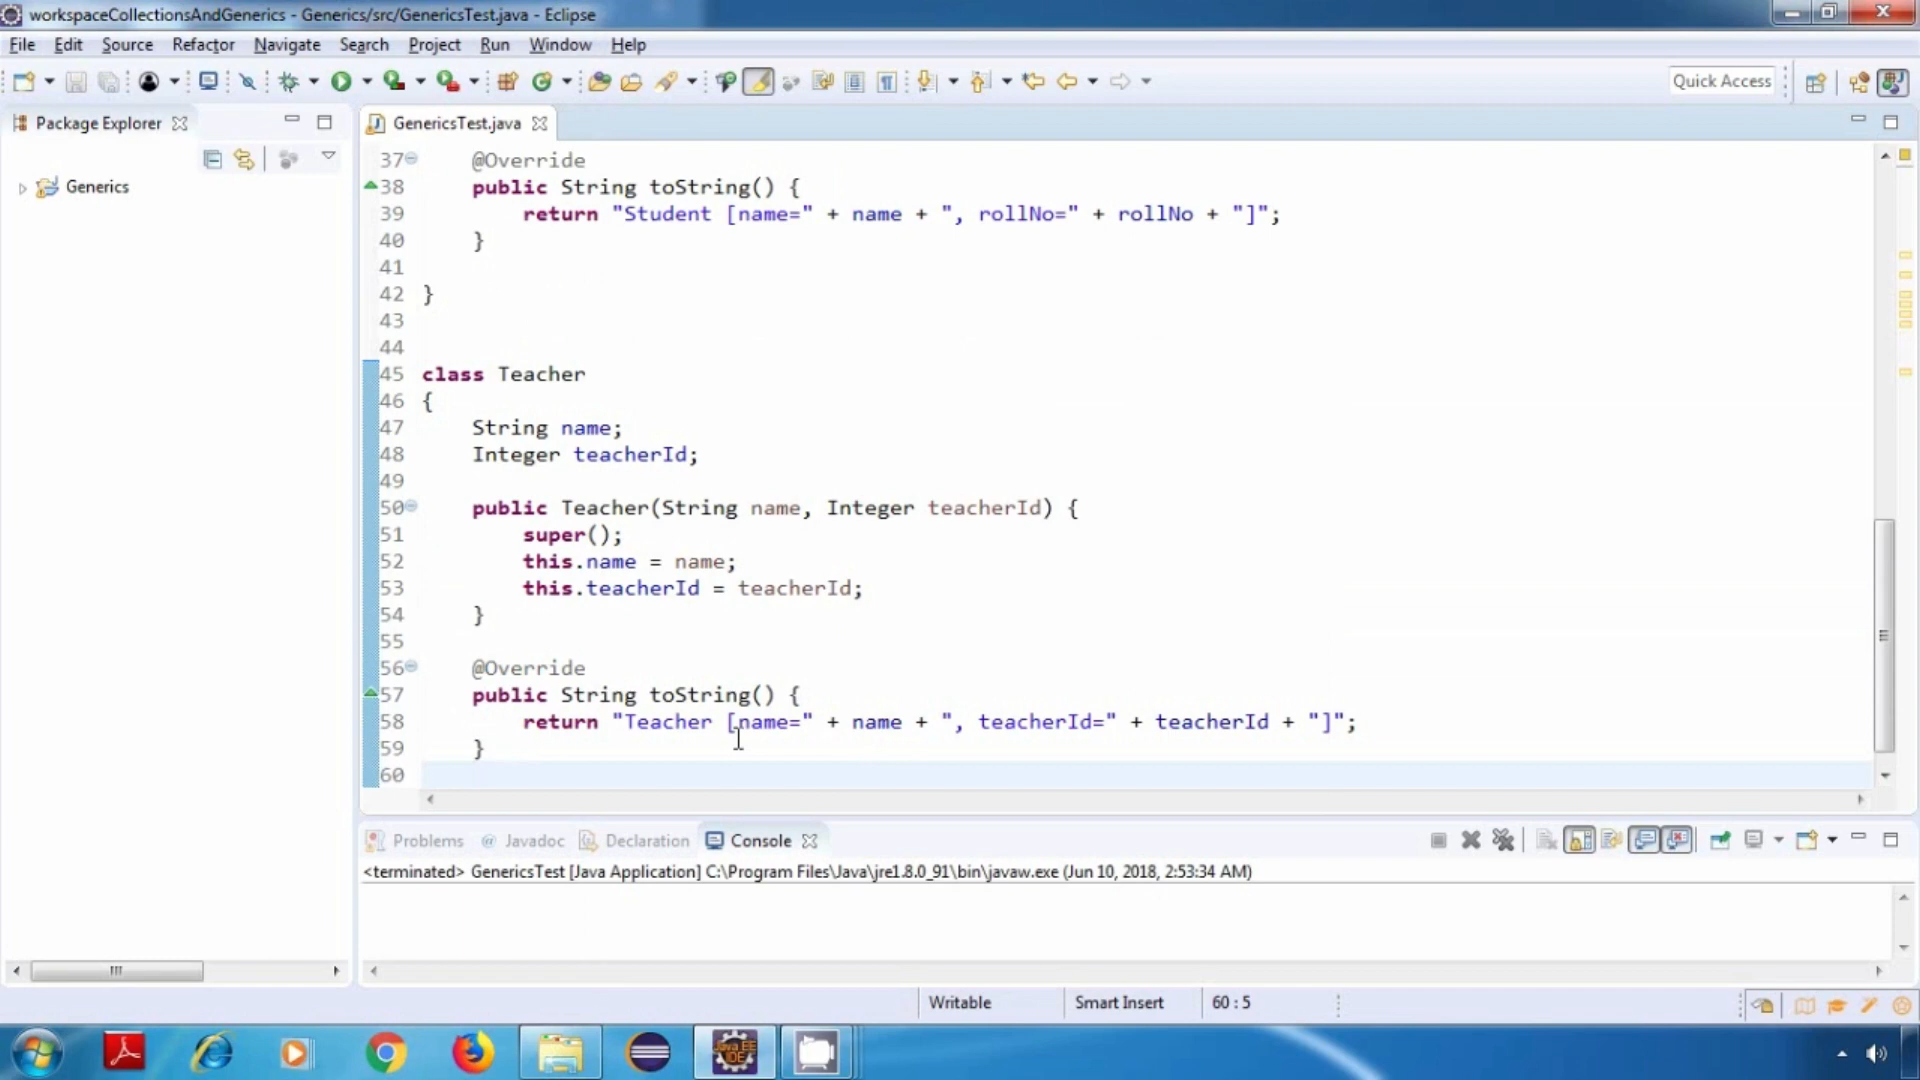 workspaceCollectionsAndGenerics - Generics/src/GenericsTest.java - Eclipse
File Edit Source Refactor Navigate Search Project Run Window Help
Quick Access
Package Explorer
GenericsTest.java
Generics
37 @Override
38 public String toString() {
39 return "Student [name=" + name + ", rollNo=" + rollNo + "]";
40 }
41
42 }
43
44
45 class Teacher
46 {
47 String name;
48 Integer teacherId;
49
50 public Teacher(String name, Integer teacherId) {
51 super();
52 this.name = name;
53 this.teacherId = teacherId;
54 }
55
56 @Override
57 public String toString() {
58 return "Teacher [name=" + name + ", teacherId=" + teacherId + "]";
59 }
60
Problems @ Javadoc Declaration Console
<terminated> GenericsTest [Java Application] C:\Program Files\Java\jre1.8.0_91\bin\javaw.exe (Jun 10, 2018, 2:53:34 AM)
Writable Smart Insert 60 : 5
Java EE
IDE